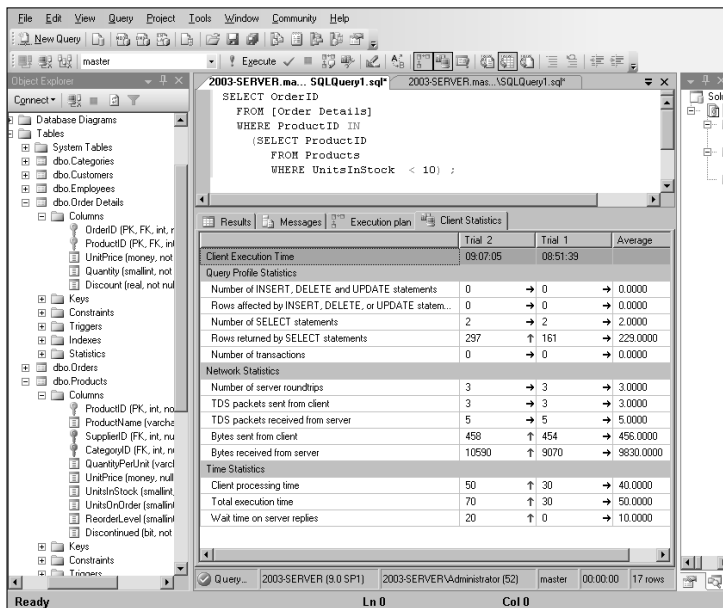 File Edit View Query Project Tools Window Community Help
New Query
master Execute
Object Explorer
Connect
Database Diagrams
Tables
System Tables
dbo.Categories
dbo.Customers
dbo.Employees
dbo.Order Details
Columns
OrderID (PK, FK, int, r
ProductID (PK, FK, int
UnitPrice (money, not
Quantity (smallint, not
Discount (real, not nul
Keys
Constraints
Triggers
Indexes
Statistics
dbo.Orders
dbo.Products
Columns
ProductID (PK, int, no
ProductName (varcha
SupplierID (FK, int, nu
CategoryID (FK, int, n
QuantityPerUnit (varcl
UnitPrice (money, null
UnitsInStock (smallint,
UnitsOnOrder (smallint
ReorderLevel (smallint
Discontinued (bit, not
Keys
Constraints
Triggers
2003-SERVER.ma... SQLQuery1.sql* 2003-SERVER.mas...\SQLQuery1.sql*
SELECT OrderID
FROM [Order Details]
WHERE ProductID IN
(SELECT ProductID
FROM Products
WHERE UnitsInStock < 10) ;
Results Messages Execution plan Client Statistics
Trial 2 Trial 1 Average
Client Execution Time 09:07:05 08:51:39
Query Profile Statistics
Number of INSERT, DELETE and UPDATE statements 0 → 0 → 0.0000
Rows affected by INSERT, DELETE, or UPDATE statem... 0 → 0 → 0.0000
Number of SELECT statements 2 → 2 → 2.0000
Rows returned by SELECT statements 297 ↑ 161 → 229.0000
Number of transactions 0 → 0 → 0.0000
Network Statistics
Number of server roundtrips 3 → 3 → 3.0000
TDS packets sent from client 3 → 3 → 3.0000
TDS packets received from server 5 → 5 → 5.0000
Bytes sent from client 458 ↑ 454 → 456.0000
Bytes received from server 10590 ↑ 9070 → 9830.0000
Time Statistics
Client processing time 50 ↑ 30 → 40.0000
Total execution time 70 ↑ 30 → 50.0000
Wait time on server replies 20 ↑ 0 → 10.0000
Query... 2003-SERVER (9.0 SP1) 2003-SERVER\Administrator (52) master 00:00:00 17 rows
Solu
Ready Ln 0 Col 0